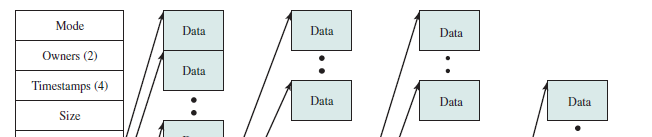 Mode
Owners (2)
Timestamps (4)
Size
Data
Data
Data
Data
Data
Data
Data